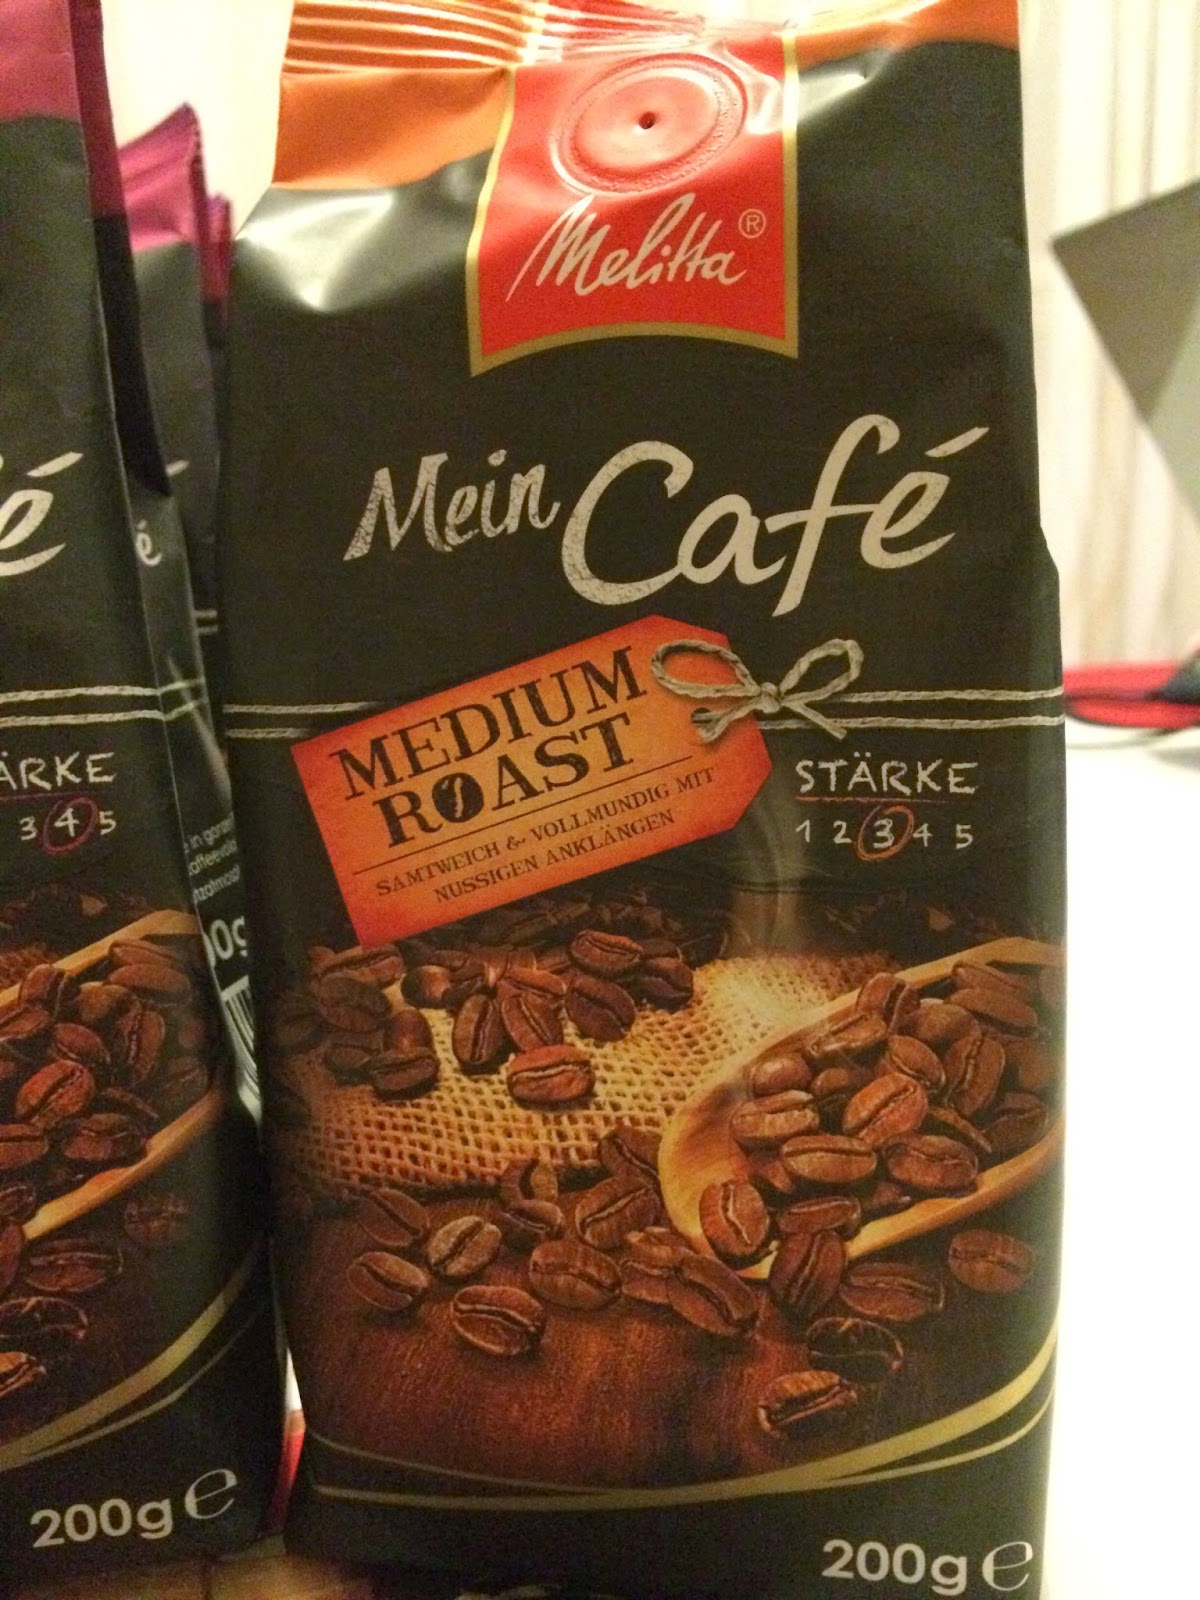 Melitta®
Mein Café
MEDIUM
ROAST
SAMTWEICH & VOLLMUNDIG MIT
NUSSIGEN ANKLÄNGEN
STÄRKE
1 2 3 4 5
200g e
é
ÄRKE
3 4 5
200g e
é
00g